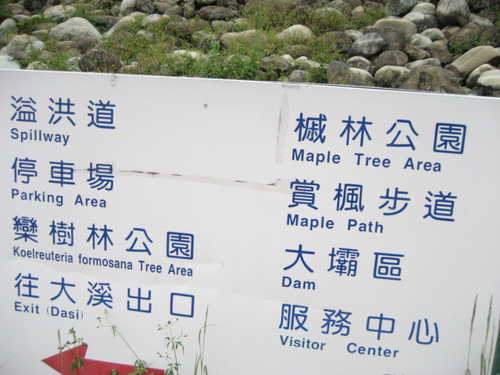 溢洪道
Spillway
停車場
Parking Area
欒樹林公園
Koelreuteria formosana Tree Area
往大溪出口
Exit (Dasi)
槭林公園
Maple Tree Area
賞楓步道
Maple Path
大壩區
Dam
服務中心
Visitor Center